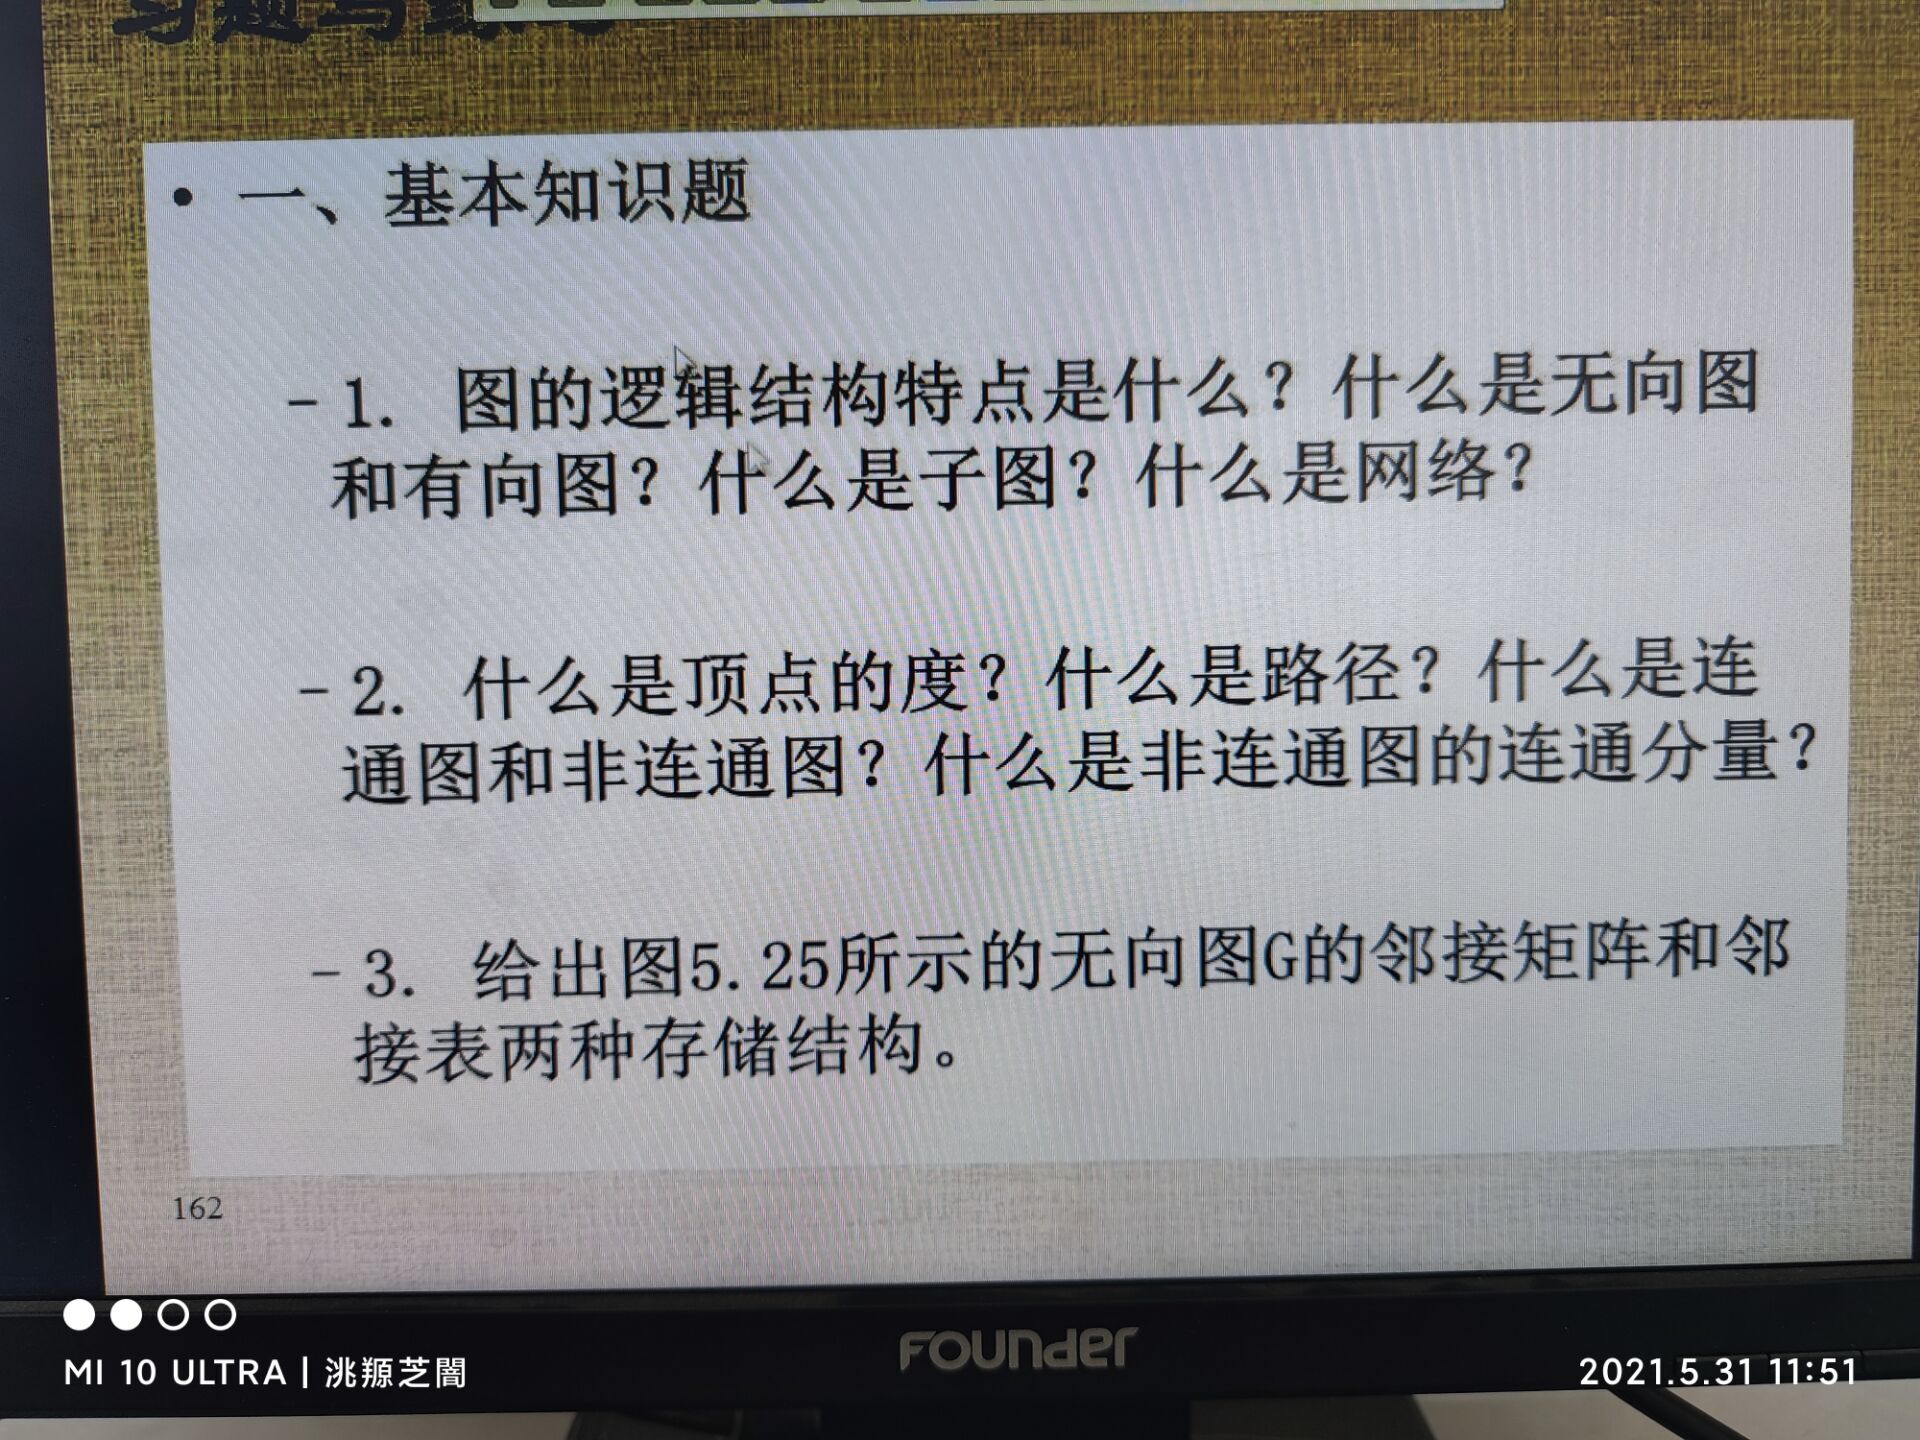 • 一、基本知识题
-1. 图的逻辑结构特点是什么？什么是无向图
和有向图？什么是子图？什么是网络？
-2. 什么是顶点的度？什么是路径？什么是连
通图和非连通图？什么是非连通图的连通分量？
-3. 给出图5.25所示的无向图G的邻接矩阵和邻
接表两种存储结构。
162
Founder
MI 10 ULTRA | 洮羱芝闇
2021.5.31 11:51